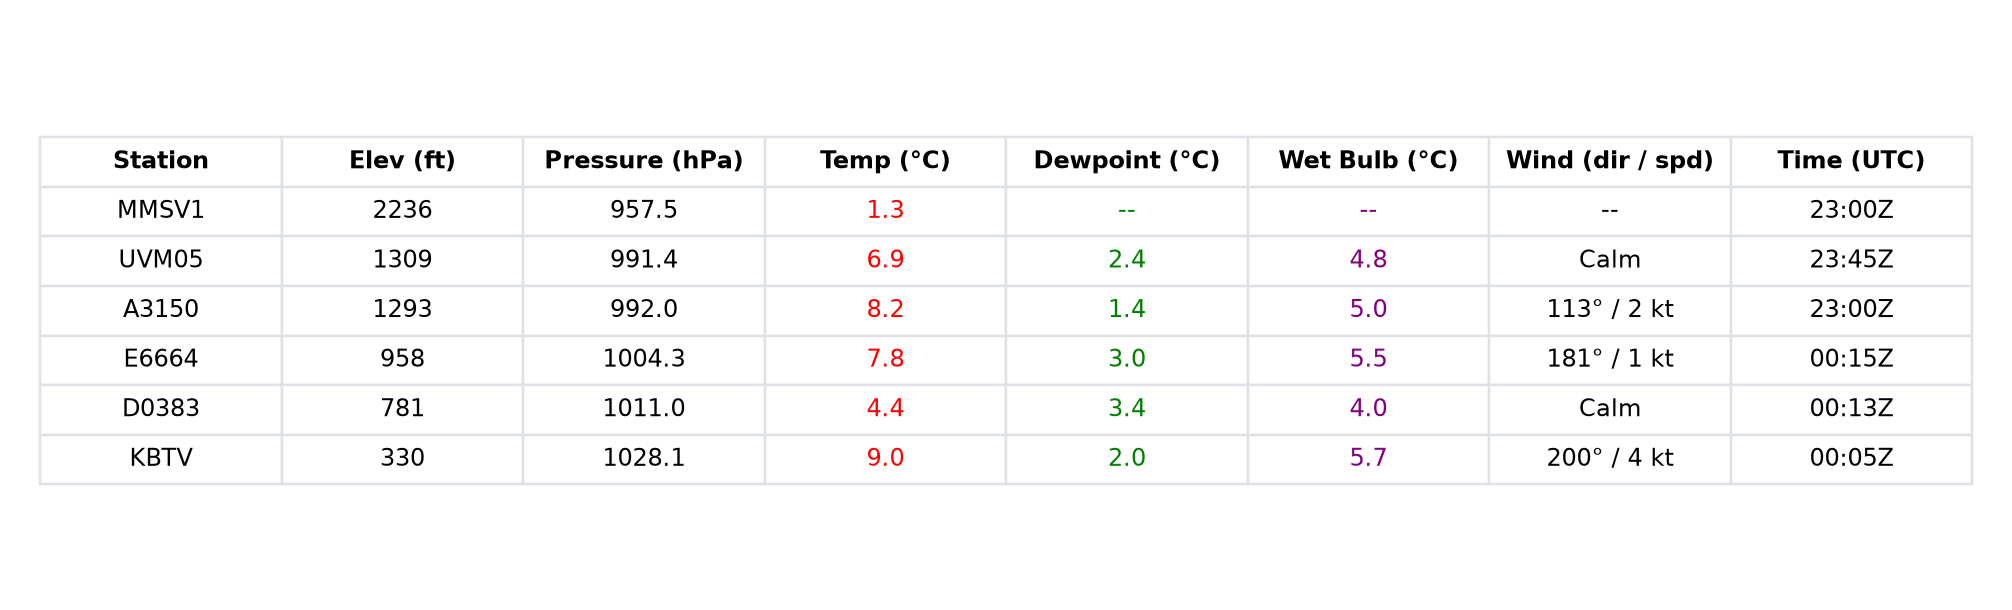 Station Elev (ft) Pressure (hPa) Temp (°C) Dewpoint (°C) Wet Bulb (°C) Wind (dir / spd) Time (UTC)
MMSV1 2236 957.5 1.3 -- -- -- 23:00Z
UVM05 1309 991.4 6.9 2.4 4.8 Calm 23:45Z
A3150 1293 992.0 8.2 1.4 5.0 113° / 2 kt 23:00Z
E6664 958 1004.3 7.8 3.0 5.5 181° / 1 kt 00:15Z
D0383 781 1011.0 4.4 3.4 4.0 Calm 00:13Z
KBTV 330 1028.1 9.0 2.0 5.7 200° / 4 kt 00:05Z